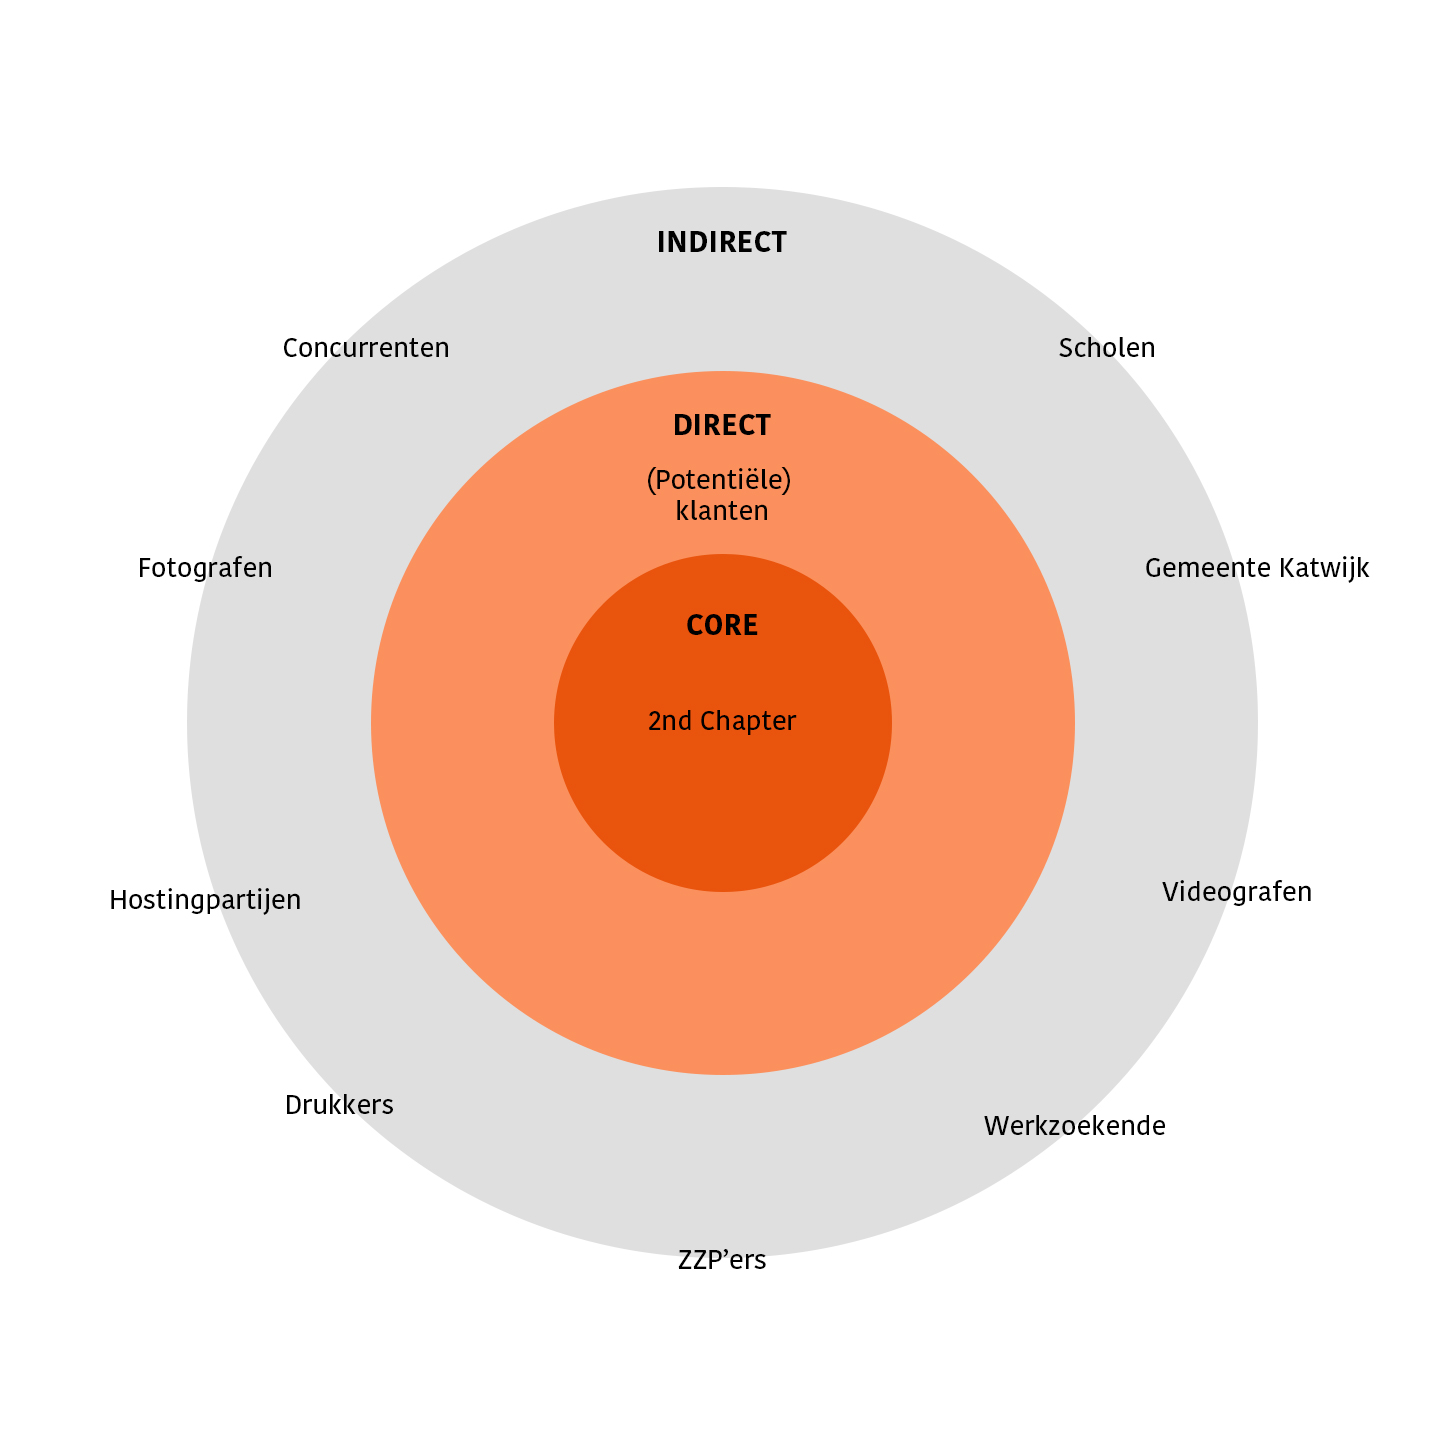 INDIRECT
Concurrenten
Scholen
DIRECT
(Potentiële)
klanten
Fotografen
Gemeente Katwijk
CORE
2nd Chapter
Hostingpartijen
Videografen
Drukkers
Werkzoekende
ZZP’ers